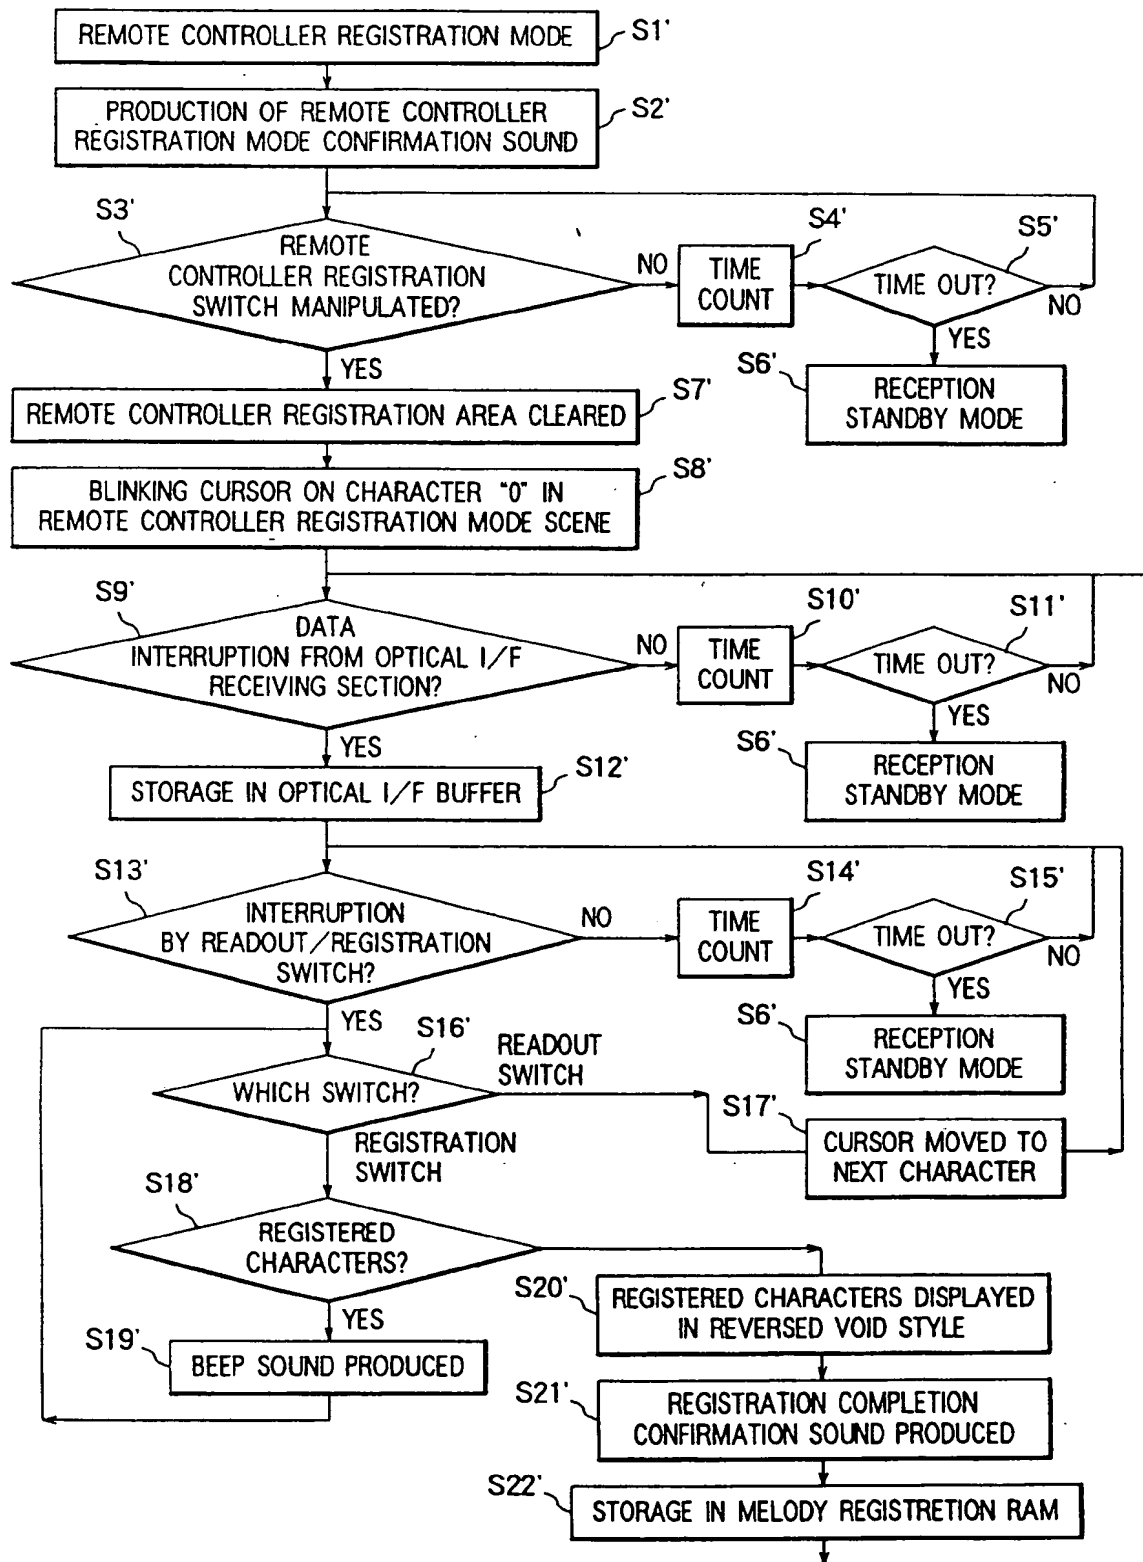 REMOTE CONTROLLER REGISTRATION MODE
S1'
PRODUCTION OF REMOTE CONTROLLER
REGISTRATION MODE CONFIRMATION SOUND
S2'
S3'
REMOTE
CONTROLLER REGISTRATION
SWITCH MANIPULATED?
NO
S4'
TIME
COUNT
S5'
TIME OUT?
NO
YES
YES
S6'
RECEPTION
STANDBY MODE
REMOTE CONTROLLER REGISTRATION AREA CLEARED
S7'
BLINKING CURSOR ON CHARACTER "0" IN
REMOTE CONTROLLER REGISTRATION MODE SCENE
S8'
S9'
DATA
INTERRUPTION FROM OPTICAL I/F
RECEIVING SECTION?
NO
S10'
TIME
COUNT
S11'
TIME OUT?
NO
YES
YES
S6'
RECEPTION
STANDBY MODE
STORAGE IN OPTICAL I/F BUFFER
S12'
S13'
INTERRUPTION
BY READOUT/REGISTRATION
SWITCH?
NO
S14'
TIME
COUNT
S15'
TIME OUT?
NO
YES
YES
S6'
RECEPTION
STANDBY MODE
S16'
WHICH SWITCH?
READOUT
SWITCH
S17'
CURSOR MOVED TO
NEXT CHARACTER
REGISTRATION
SWITCH
S18'
REGISTERED
CHARACTERS?
YES
S19'
BEEP SOUND PRODUCED
S20'
REGISTERED CHARACTERS DISPLAYED
IN REVERSED VOID STYLE
S21'
REGISTRATION COMPLETION
CONFIRMATION SOUND PRODUCED
S22'
STORAGE IN MELODY REGISTRETION RAM